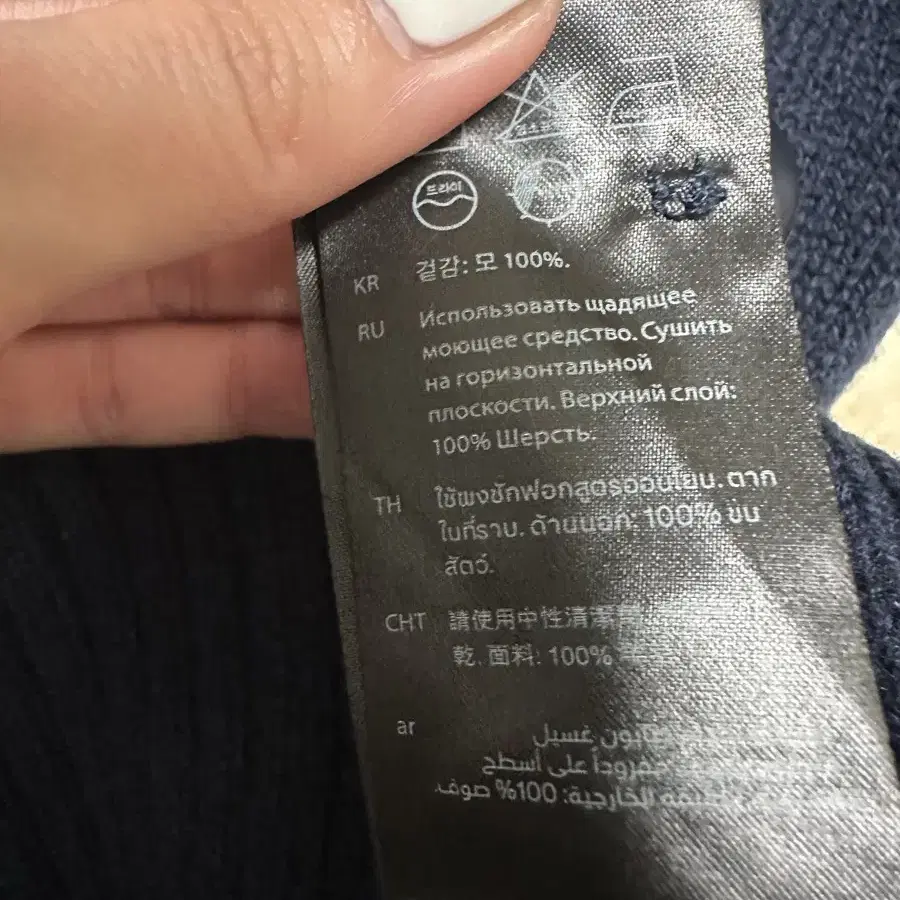 드라이
KR 겉감: 모 100%.
RU Использовать щадящее
моющее средство. Сушить
на горизонтальной
плоскости. Верхний слой:
100% Шерсть.
TH ใช้ผงซักฟอกสูตรอ่อนโยน. ตาก
ในที่ราบ. ด้านนอก: 100% ขน
สัตว์.
CHT 請使用中性清潔
乾. 面料: 100%
ar صابون غسيل
مفروداً على أسطح
الخارجية: 100% صوف.